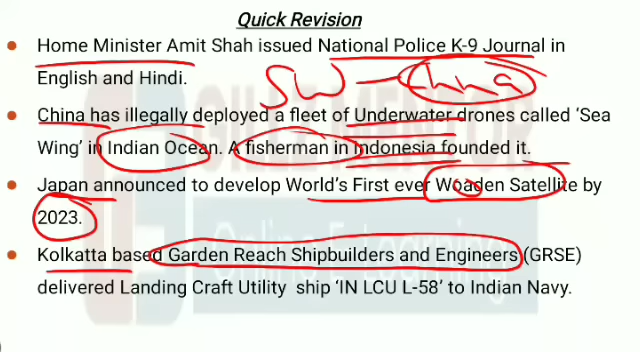 Quick Revision
Home Minister Amit Shah issued National Police K-9 Journal in
English and Hindi.
SW - China
China has illegally deployed a fleet of Underwater drones called ‘Sea
Wing’ in Indian Ocean. A fisherman in Indonesia founded it.
Japan announced to develop World's First ever Woaden Satellite by
2023.
Kolkatta based Garden Reach Shipbuilders and Engineers (GRSE)
delivered Landing Craft Utility ship ‘IN LCU L-58’ to Indian Navy.